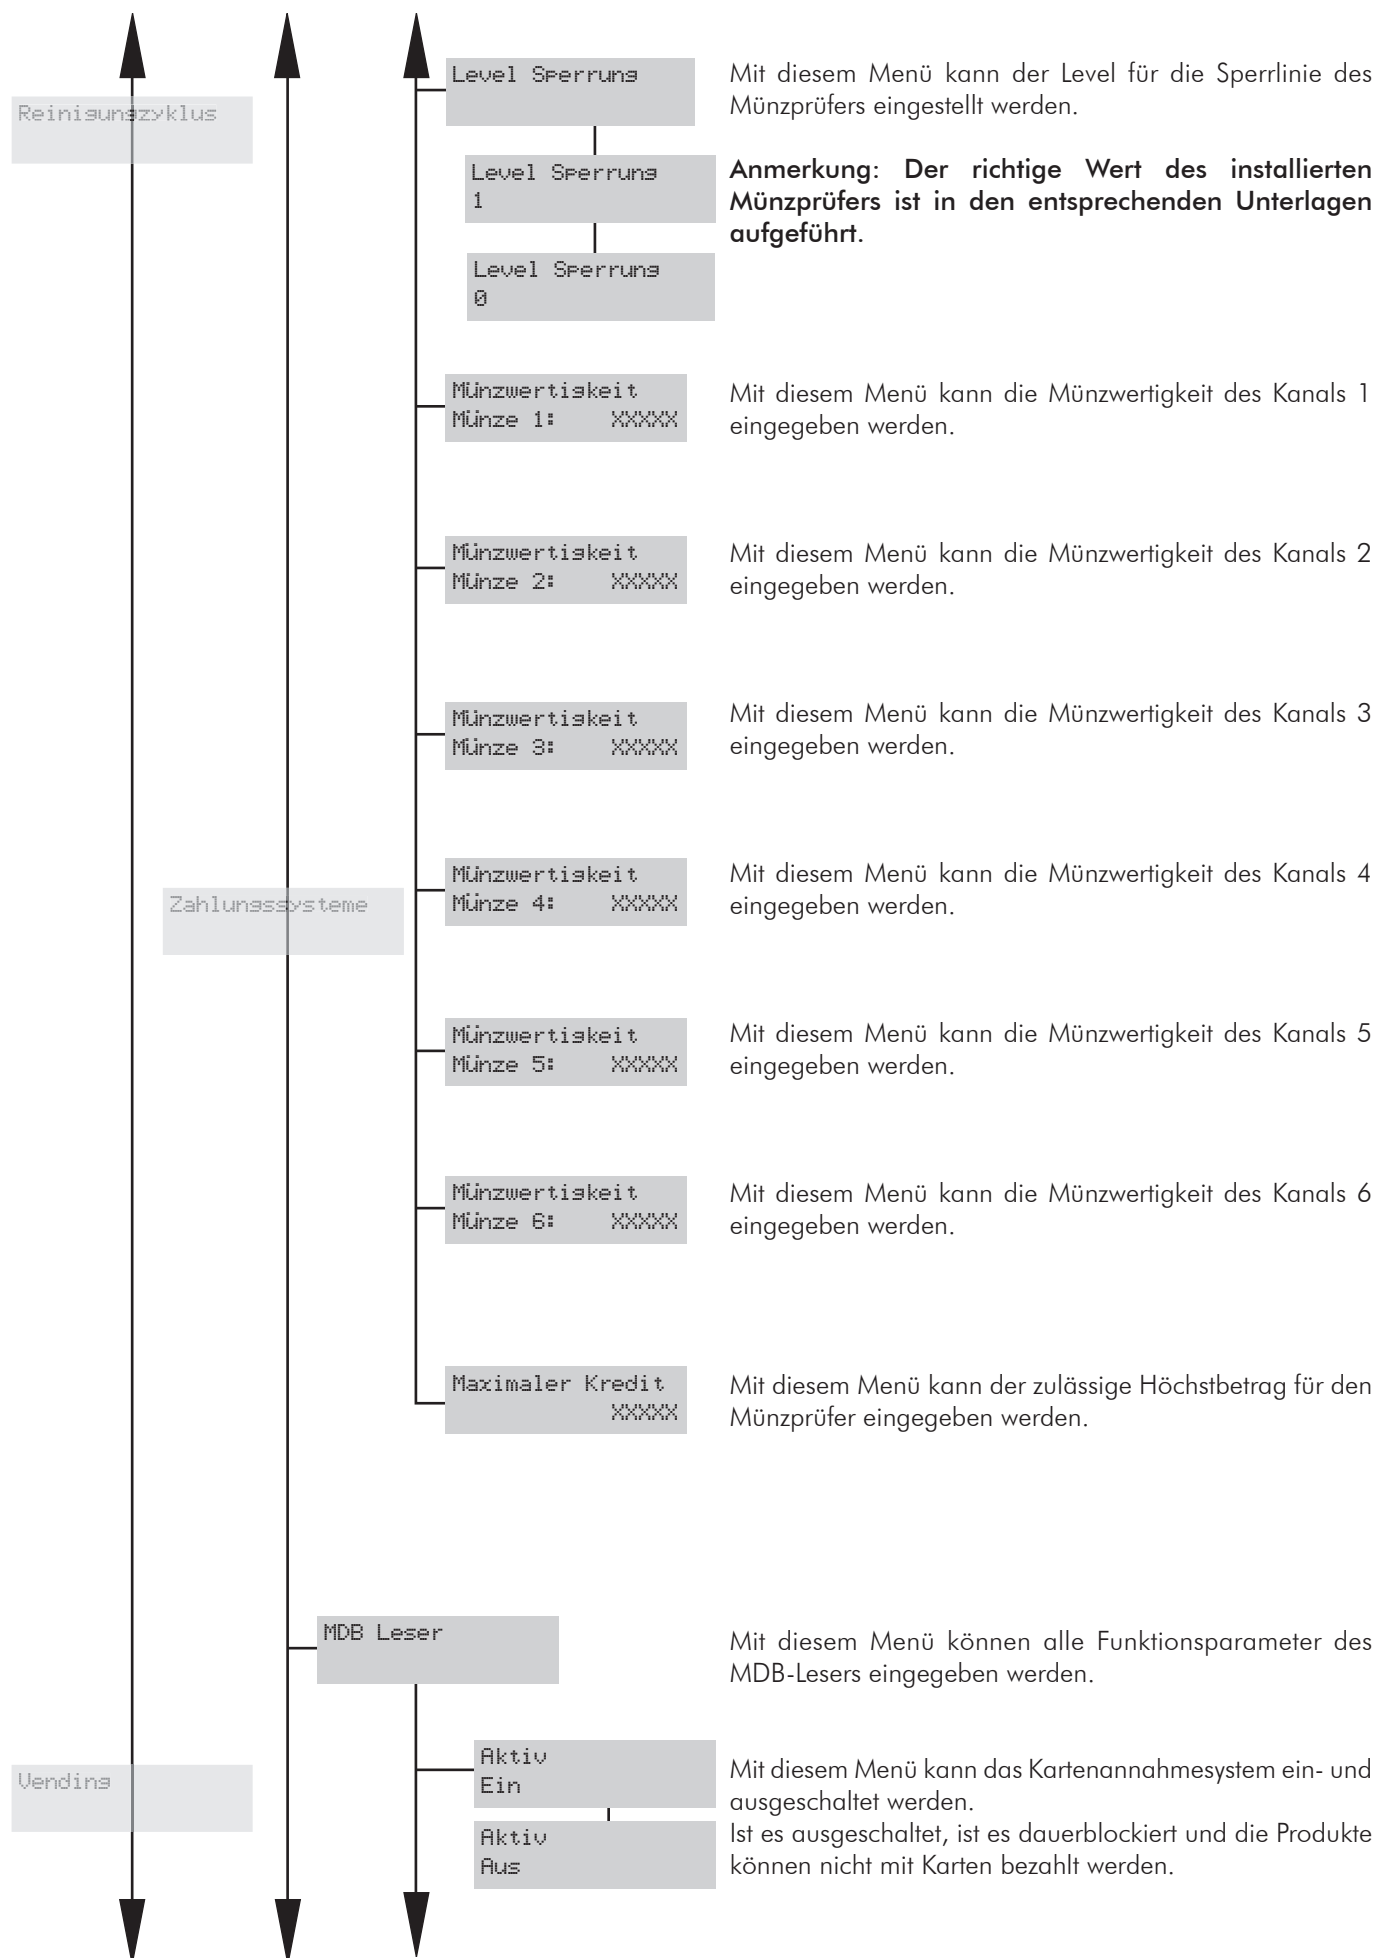 Level Sperrung
Mit diesem Menü kann der Level für die Sperrlinie des
Münzprüfers eingestellt werden.
Reinigungzyklus
Level Sperrung
1
Anmerkung: Der richtige Wert des installierten
Münzprüfers ist in den entsprechenden Unterlagen
aufgeführt.
Level Sperrung
0
Münzwertigkeit
Münze 1: XXXXX
Mit diesem Menü kann die Münzwertigkeit des Kanals 1
eingegeben werden.
Münzwertigkeit
Münze 2: XXXXX
Mit diesem Menü kann die Münzwertigkeit des Kanals 2
eingegeben werden.
Münzwertigkeit
Münze 3: XXXXX
Mit diesem Menü kann die Münzwertigkeit des Kanals 3
eingegeben werden.
Münzwertigkeit
Münze 4: XXXXX
Mit diesem Menü kann die Münzwertigkeit des Kanals 4
eingegeben werden.
Zahlungssysteme
Münzwertigkeit
Münze 5: XXXXX
Mit diesem Menü kann die Münzwertigkeit des Kanals 5
eingegeben werden.
Münzwertigkeit
Münze 6: XXXXX
Mit diesem Menü kann die Münzwertigkeit des Kanals 6
eingegeben werden.
Maximaler Kredit
XXXXX
Mit diesem Menü kann der zulässige Höchstbetrag für den
Münzprüfer eingegeben werden.
MDB Leser
Mit diesem Menü können alle Funktionsparameter des
MDB-Lesers eingegeben werden.
Vending
Aktiv
Ein
Mit diesem Menü kann das Kartenannahmesystem ein- und
ausgeschaltet werden.
Aktiv
Aus
Ist es ausgeschaltet, ist es dauerblockiert und die Produkte
können nicht mit Karten bezahlt werden.